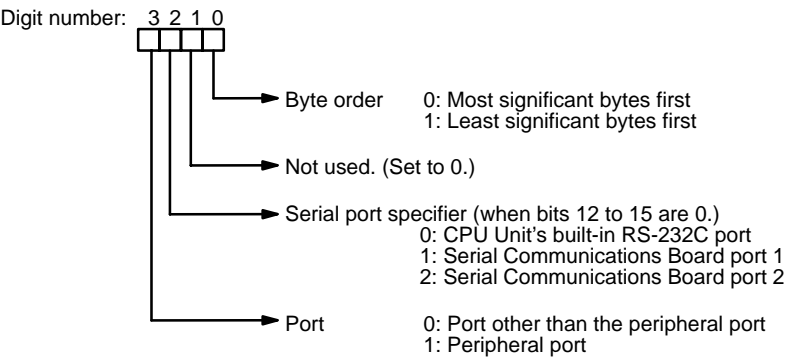 Digit number: 3 2 1 0
Byte order 0: Most significant bytes first
1: Least significant bytes first
Not used. (Set to 0.)
Serial port specifier (when bits 12 to 15 are 0.)
0: CPU Unit's built-in RS-232C port
1: Serial Communications Board port 1
2: Serial Communications Board port 2
Port 0: Port other than the peripheral port
1: Peripheral port